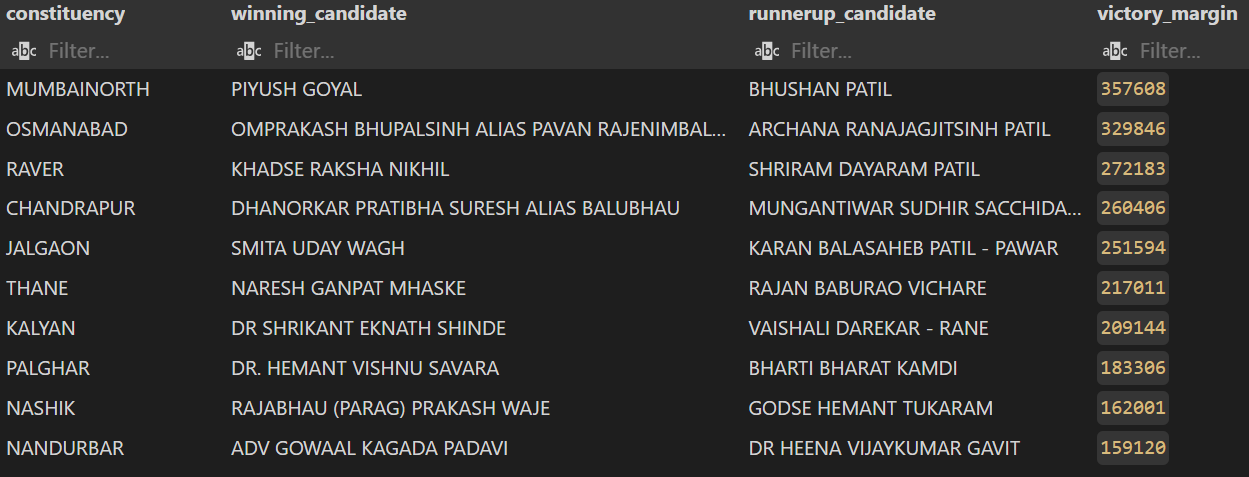 constituency winning_candidate runnerup_candidate victory_margin
abc Filter... abc Filter... abc Filter... abc Filter...
MUMBAINORTH PIYUSH GOYAL BHUSHAN PATIL 357608
OSMANABAD OMPRAKASH BHUPALSINH ALIAS PAVAN RAJENIMBAL... ARCHANA RANAJAGJITSINH PATIL 329846
RAVER KHADSE RAKSHA NIKHIL SHRIRAM DAYARAM PATIL 272183
CHANDRAPUR DHANORKAR PRATIBHA SURESH ALIAS BALUBHAU MUNGANTIWAR SUDHIR SACCHIDA... 260406
JALGAON SMITA UDAY WAGH KARAN BALASAHEB PATIL - PAWAR 251594
THANE NARESH GANPAT MHASKE RAJAN BABURAO VICHARE 217011
KALYAN DR SHRIKANT EKNATH SHINDE VAISHALI DAREKAR - RANE 209144
PALGHAR DR. HEMANT VISHNU SAVARA BHARTI BHARAT KAMDI 183306
NASHIK RAJABHAU (PARAG) PRAKASH WAJE GODSE HEMANT TUKARAM 162001
NANDURBAR ADV GOWAAL KAGADA PADAVI DR HEENA VIJAYKUMAR GAVIT 159120